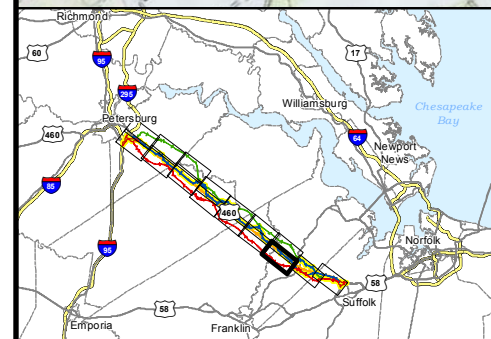 Richmond
60
95
17
295
Williamsburg
Chesapeake
Bay
Petersburg
460
64
Newport
News
85
460
95
Norfolk
58
Suffolk
58
Emporia
Franklin